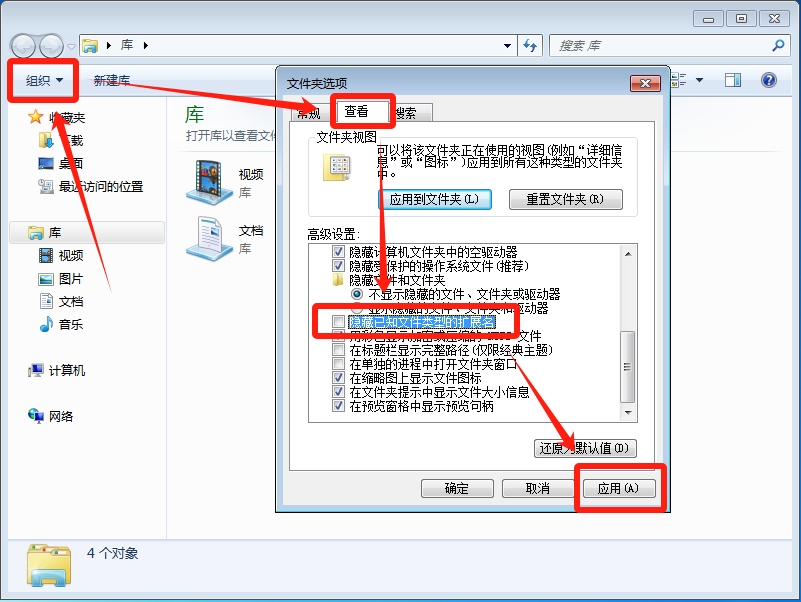 库
搜索 库
组织
新建库
收藏夹
下载
桌面
最近访问的位置
库
视频
图片
文档
音乐
计算机
网络
库
打开库以查看文件
视频
库
文档
库
4 个对象
文件夹选项
常规
查看
搜索
文件夹视图
可以将该文件夹正在使用的视图(例如“详细信
息”或“图标”)应用到所有这种类型的文件夹
中。
应用到文件夹(L)
重置文件夹(R)
高级设置:
隐藏计算机文件夹中的空驱动器
隐藏受保护的操作系统文件(推荐)
隐藏文件和文件夹
不显示隐藏的文件、文件夹或驱动器
显示隐藏的文件、文件夹和驱动器
隐藏已知文件类型的扩展名
用彩色显示加密或压缩的 NTFS 文件
在标题栏显示完整路径(仅限经典主题)
在单独的进程中打开文件夹窗口
在缩略图上显示文件图标
在文件夹提示中显示文件大小信息
在预览窗格中显示预览句柄
还原为默认值(D)
确定
取消
应用(A)